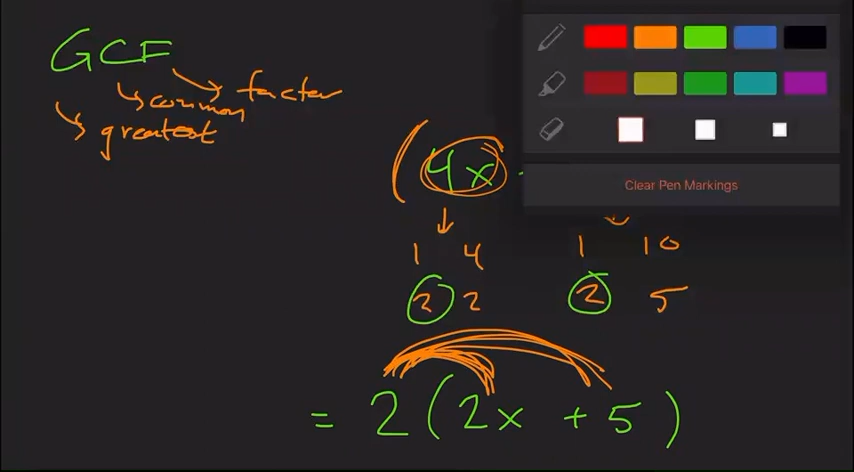 GCF
factor
common
greatest
(4x
Clear Pen Markings
1 4 1 10
2 2 2 5
= 2(2x + 5)